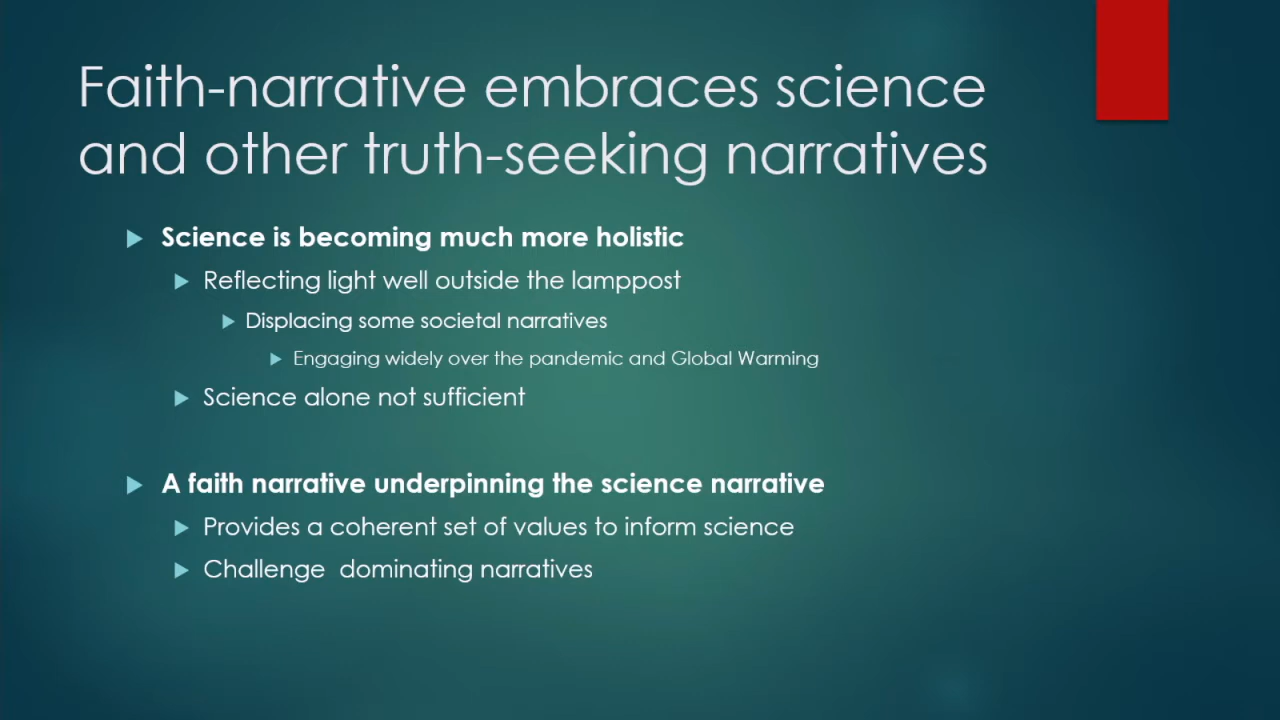 Faith-narrative embraces science
and other truth-seeking narratives
Science is becoming much more holistic
Reflecting light well outside the lamppost
Displacing some societal narratives
Engaging widely over the pandemic and Global Warming
Science alone not sufficient
A faith narrative underpinning the science narrative
Provides a coherent set of values to inform science
Challenge  dominating narratives